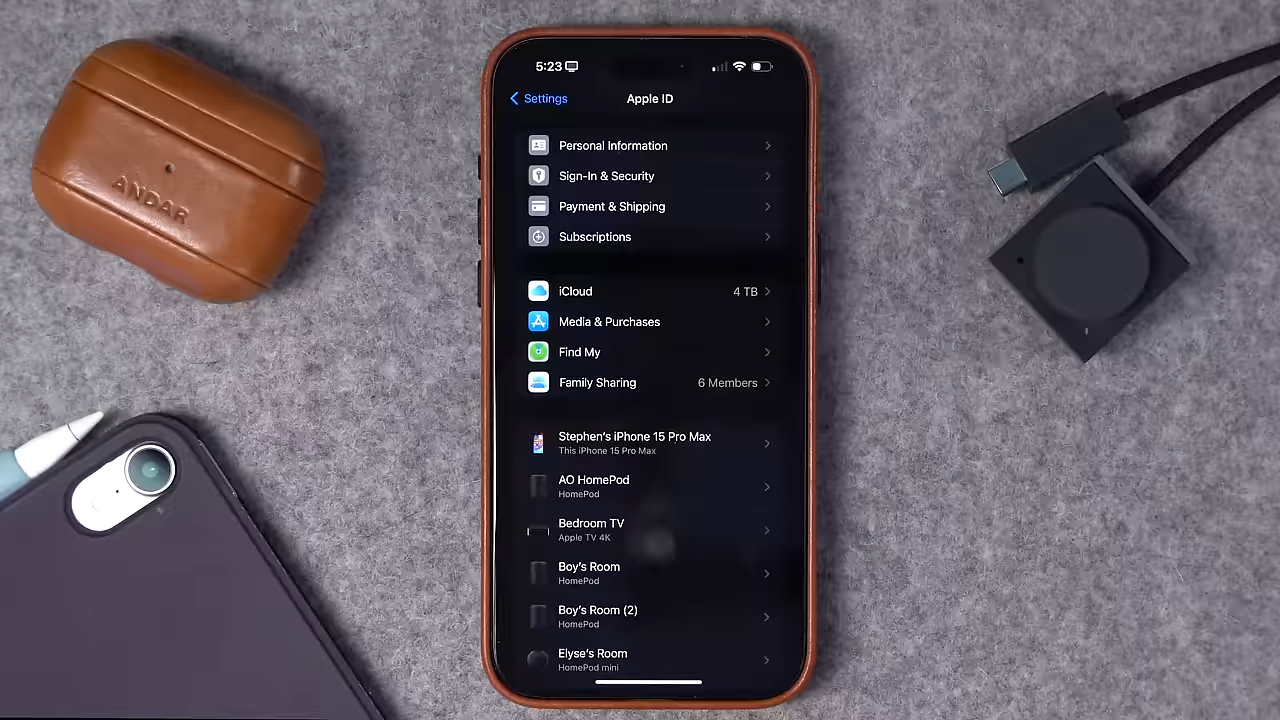 5:23
Settings
Apple ID
Personal Information
Sign-In & Security
Payment & Shipping
Subscriptions
iCloud 4 TB
Media & Purchases
Find My
Family Sharing 6 Members
Stephen's iPhone 15 Pro Max
This iPhone 15 Pro Max
AO HomePod
HomePod
Bedroom TV
Apple TV 4K
Boy's Room
HomePod
Boy's Room (2)
HomePod
Elyse's Room
HomePod mini
ANDAR